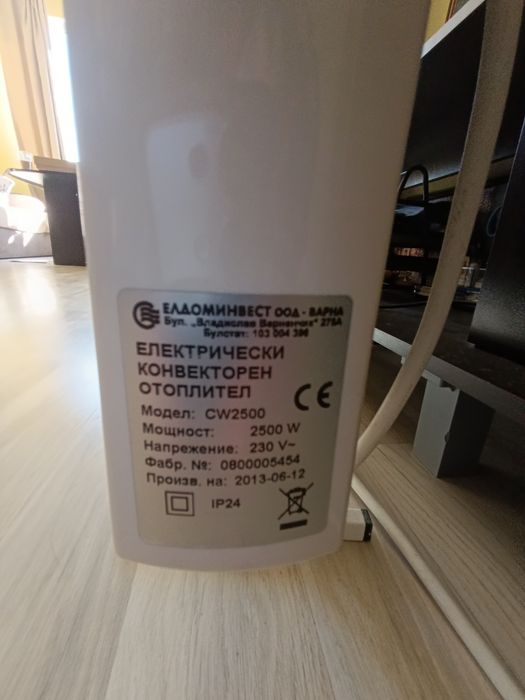 ЕЛДОМИНВЕСТ ООД - ВАРНА
Бул. „Владислав Варненчик" 275А
Булстат: 103 004 396
ЕЛЕКТРИЧЕСКИ
КОНВЕКТОРЕН
ОТОПЛИТЕЛ
CE
Модел: CW2500
Мощност: 2500 W
Напрежение: 230 V~
Фабр. №: 0800005454
Произв. на: 2013-06-12
IP24